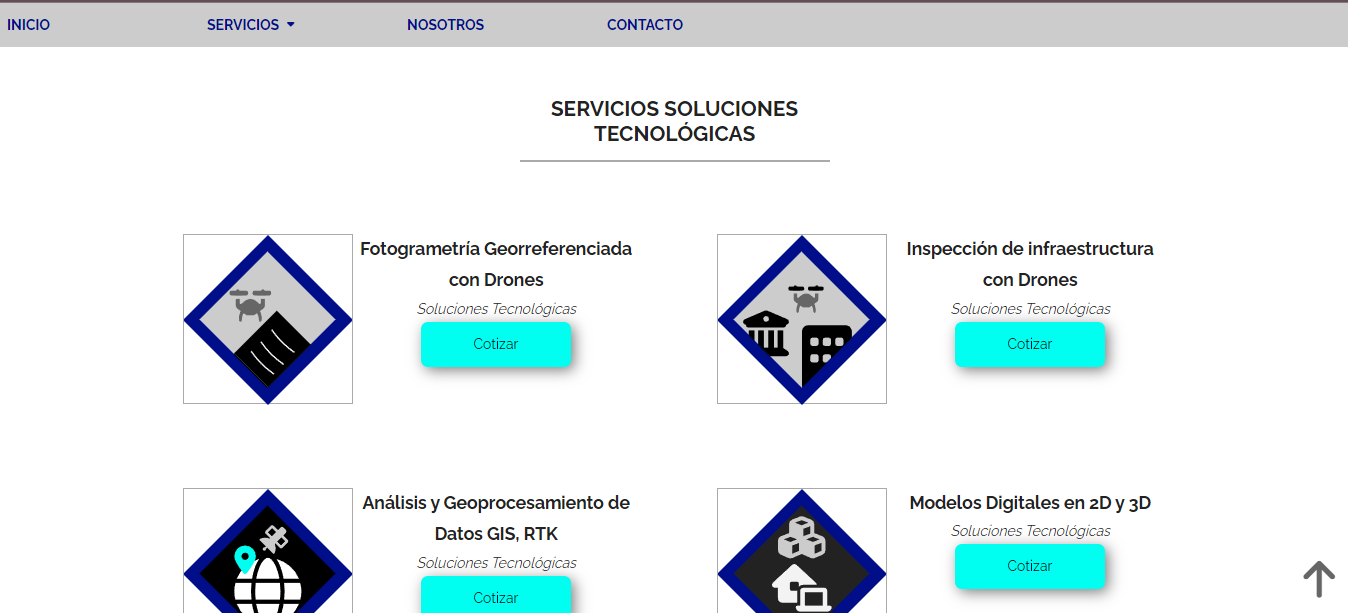 INICIO
SERVICIOS
NOSOTROS
CONTACTO
SERVICIOS SOLUCIONES
TECNOLÓGICAS
Fotogrametría Georreferenciada
con Drones
Soluciones Tecnológicas
Cotizar
Inspección de infraestructura
con Drones
Soluciones Tecnológicas
Cotizar
Análisis y Geoprocesamiento de
Datos GIS, RTK
Soluciones Tecnológicas
Cotizar
Modelos Digitales en 2D y 3D
Soluciones Tecnológicas
Cotizar